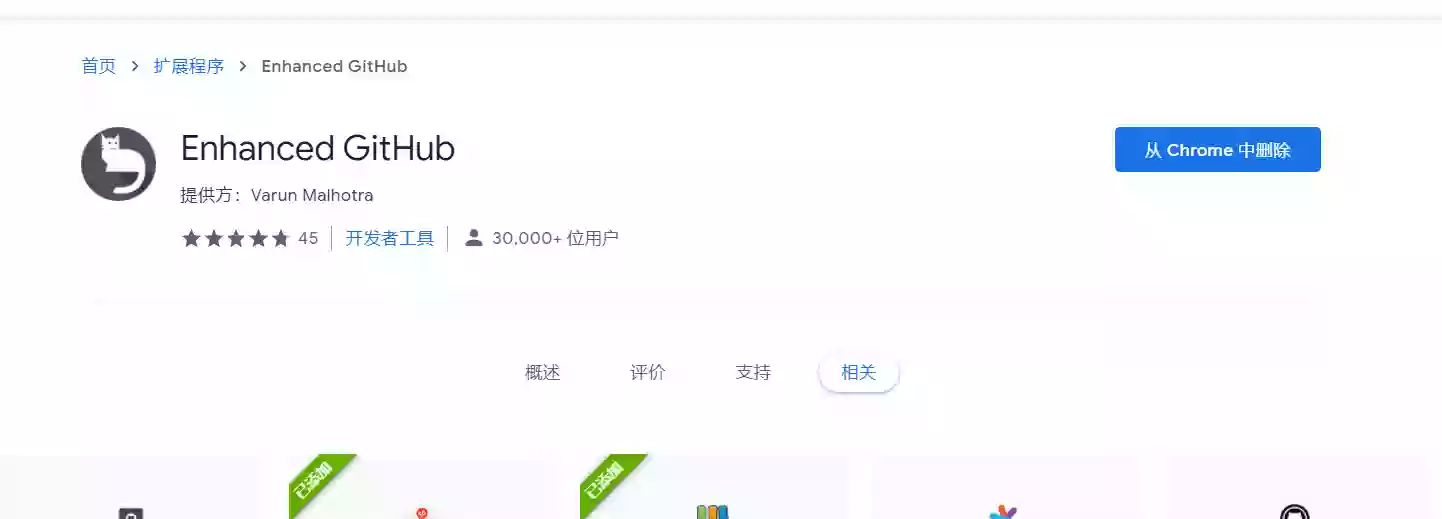 首页 > 扩展程序 > Enhanced GitHub
Enhanced GitHub
从 Chrome 中删除
提供方：Varun Malhotra
45 开发者工具 30,000+ 位用户
概述 评价 支持 相关
已添加 已添加